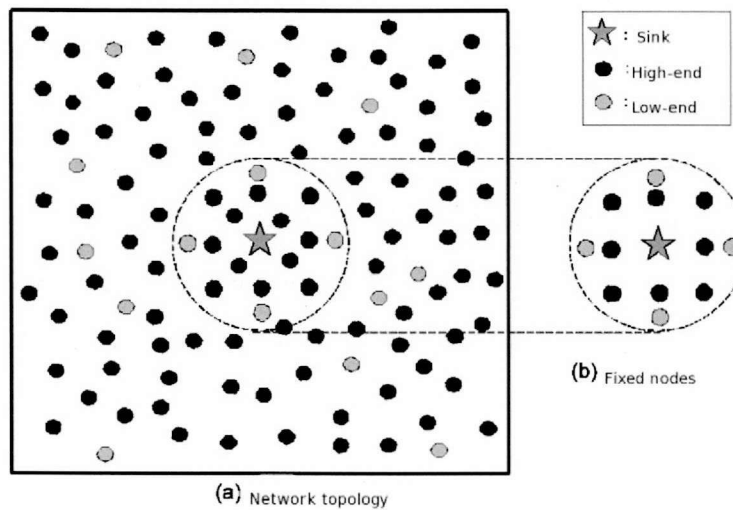 : Sink
:High-end
:Low-end
(b) Fixed nodes
(a) Network topology